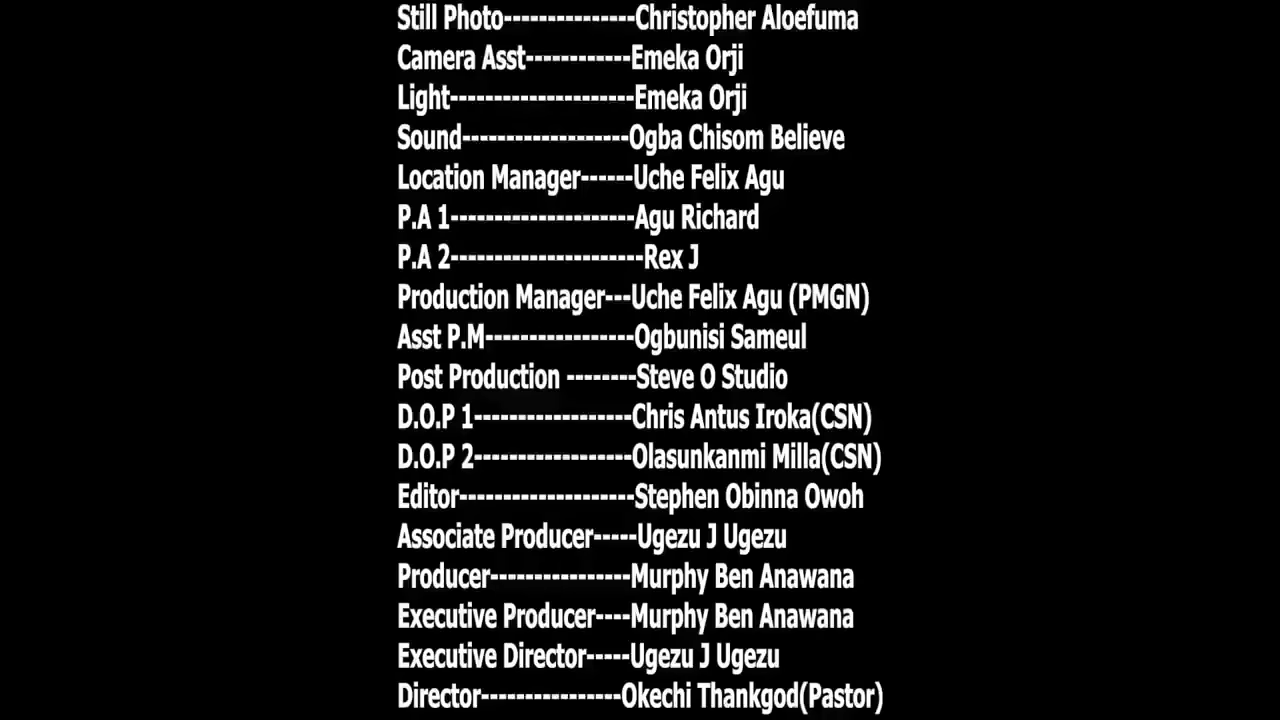 Still Photo---------------Christopher Aloefuma
Camera Asst------------Emeka Orji
Light---------------------Emeka Orji
Sound-------------------Ogba Chisom Believe
Location Manager------Uche Felix Agu
P.A 1---------------------Agu Richard
P.A 2----------------------Rex J
Production Manager---Uche Felix Agu (PMGN)
Asst P.M-----------------Ogbunisi Sameul
Post Production --------Steve O Studio
D.O.P 1------------------Chris Antus Iroka(CSN)
D.O.P 2------------------Olasunkanmi Milla(CSN)
Editor--------------------Stephen Obinna Owoh
Associate Producer-----Ugezu J Ugezu
Producer----------------Murphy Ben Anawana
Executive Producer----Murphy Ben Anawana
Executive Director-----Ugezu J Ugezu
Director----------------Okechi Thankgod(Pastor)